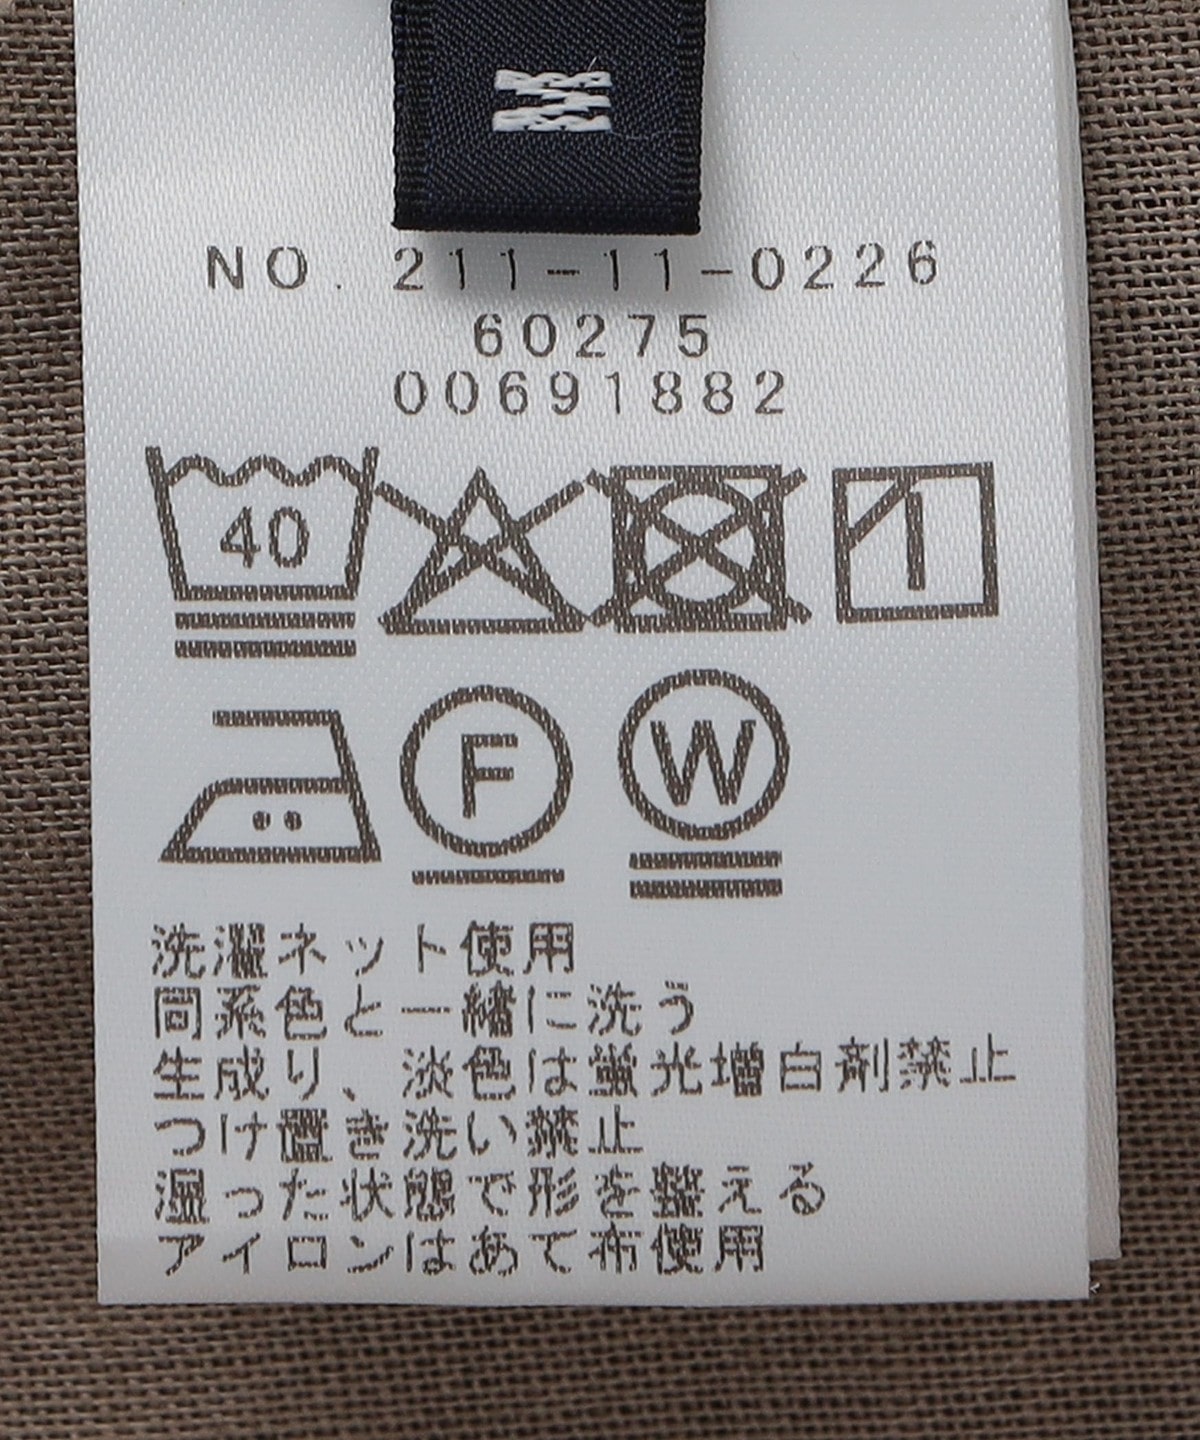 NO. 211-11-0226
60275
00691882
40
F
W
洗濯ネット使用
同系色と一緒に洗う
生成り、淡色は蛍光増白剤禁止
つけ置き洗い禁止
湿った状態で形を整える
アイロンはあて布使用